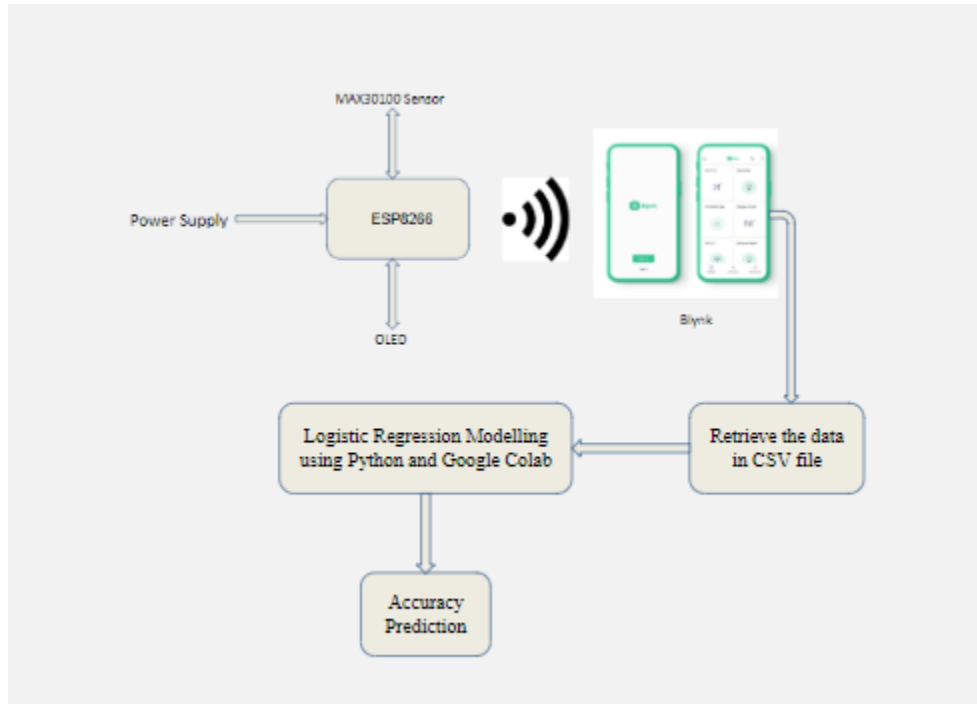 MAX30100 Sensor
Power Supply
ESP8266
OLED
Blynk
Blynk
Logistic Regression Modelling
using Python and Google Colab
Retrieve the data
in CSV file
Accuracy
Prediction